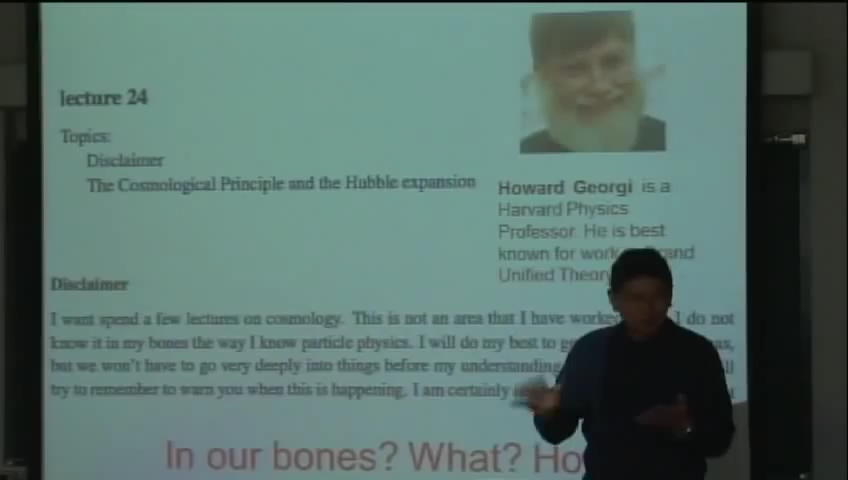 lecture 24
Topics:
Disclaimer
The Cosmological Principle and the Hubble expansion
Howard Georgi is a
Harvard Physics
Professor. He is best
known for work
Unified Theory
Disclaimer
I want spend a few lectures on cosmology. This is not an area that I have worked I do not
know it in my bones the way I know particle physics. I will do my best to
but we won't have to go very deeply into things before my understanding
try to remember to warn you when this is happening. I am certainly
In our bones? What?